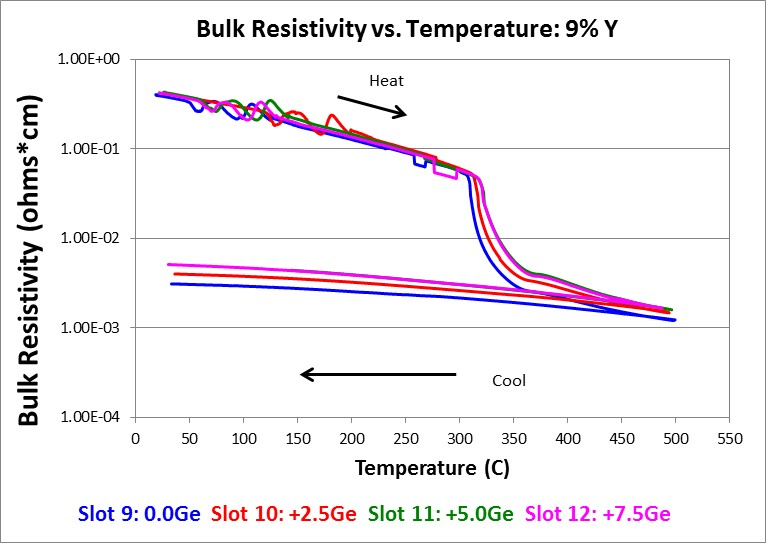 Bulk Resistivity vs. Temperature: 9% Y
Bulk Resistivity (ohms*cm)
1.00E+00
1.00E-01
1.00E-02
1.00E-03
1.00E-04
Heat
Cool
0 50 100 150 200 250 300 350 400 450 500 550
Temperature (C)
Slot 9: 0.0Ge Slot 10: +2.5Ge Slot 11: +5.0Ge Slot 12: +7.5Ge